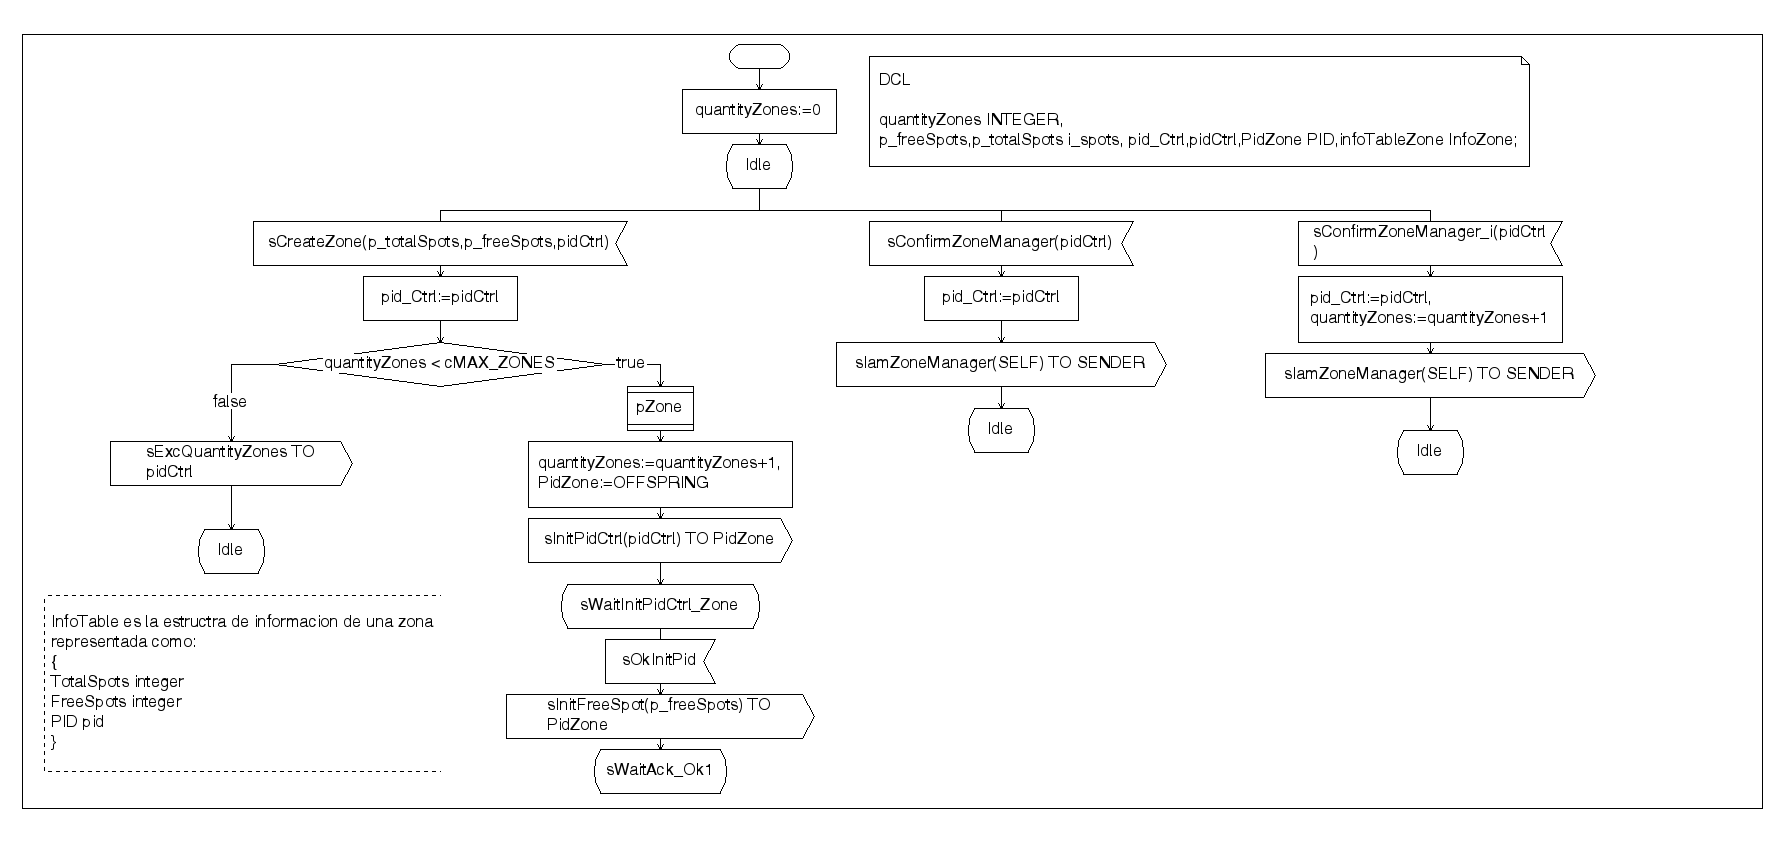 quantityZones:=0
Idle
DCL
quantityZones INTEGER,
p_freeSpots,p_totalSpots i_spots, pid_Ctrl,pidCtrl,PidZone PID,infoTableZone InfoZone;
sCreateZone(p_totalSpots,p_freeSpots,pidCtrl)
pid_Ctrl:=pidCtrl
quantityZones < cMAX_ZONES
true
false
sExcQuantityZones TO
pidCtrl
Idle
pZone
quantityZones:=quantityZones+1,
PidZone:=OFFSPRING
sInitPidCtrl(pidCtrl) TO PidZone
sWaitInitPidCtrl_Zone
sOkInitPid
sInitFreeSpot(p_freeSpots) TO
PidZone
sWaitAck_Ok1
sConfirmZoneManager(pidCtrl)
pid_Ctrl:=pidCtrl
sIamZoneManager(SELF) TO SENDER
Idle
sConfirmZoneManager_i(pidCtrl
)
pid_Ctrl:=pidCtrl,
quantityZones:=quantityZones+1
sIamZoneManager(SELF) TO SENDER
Idle
InfoTable es la estructra de informacion de una zona
representada como:
{
TotalSpots integer
FreeSpots integer
PID pid
}